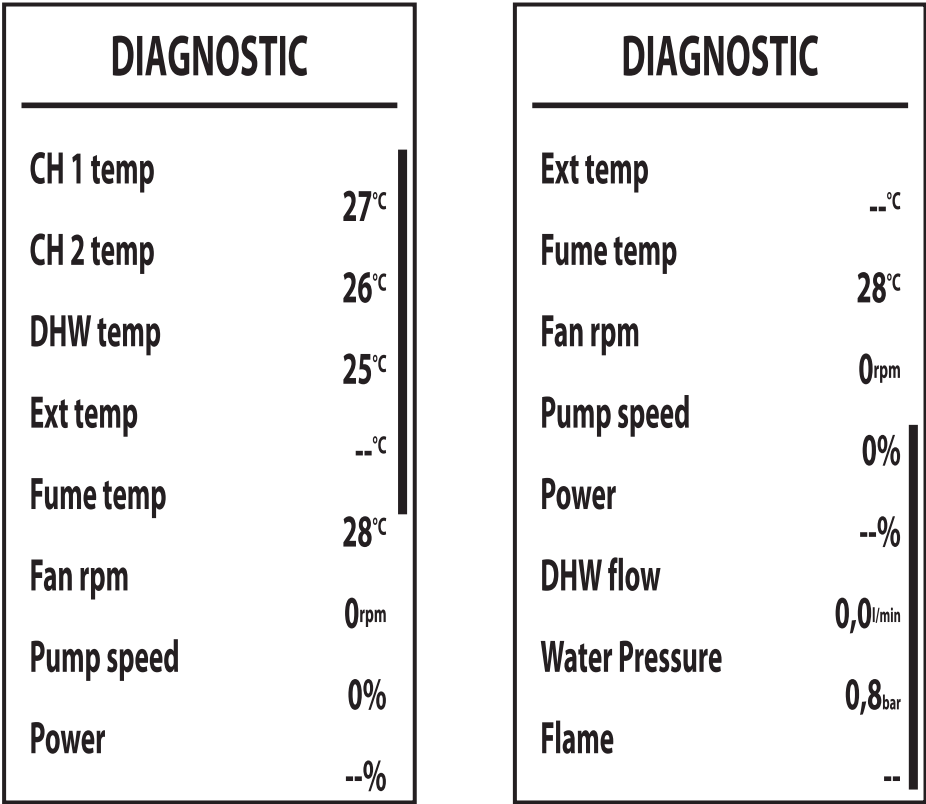 DIAGNOSTIC
CH 1 temp
27°C
CH 2 temp
26°C
DHW temp
25°C
Ext temp
--°C
Fume temp
28°C
Fan rpm
0rpm
Pump speed
0%
Power
--%
DIAGNOSTIC
Ext temp
--°C
Fume temp
28°C
Fan rpm
0rpm
Pump speed
0%
Power
--%
DHW flow
0,0l/min
Water Pressure
0,8bar
Flame
--